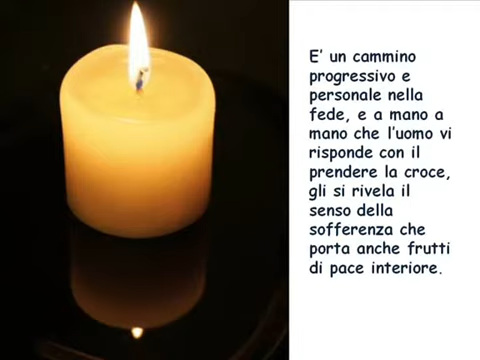 E' un cammino
progressivo e
personale nella
fede, e a mano a
mano che l'uomo vi
risponde con il
prendere la croce,
gli si rivela il
senso della
sofferenza che
porta anche frutti
di pace interiore.